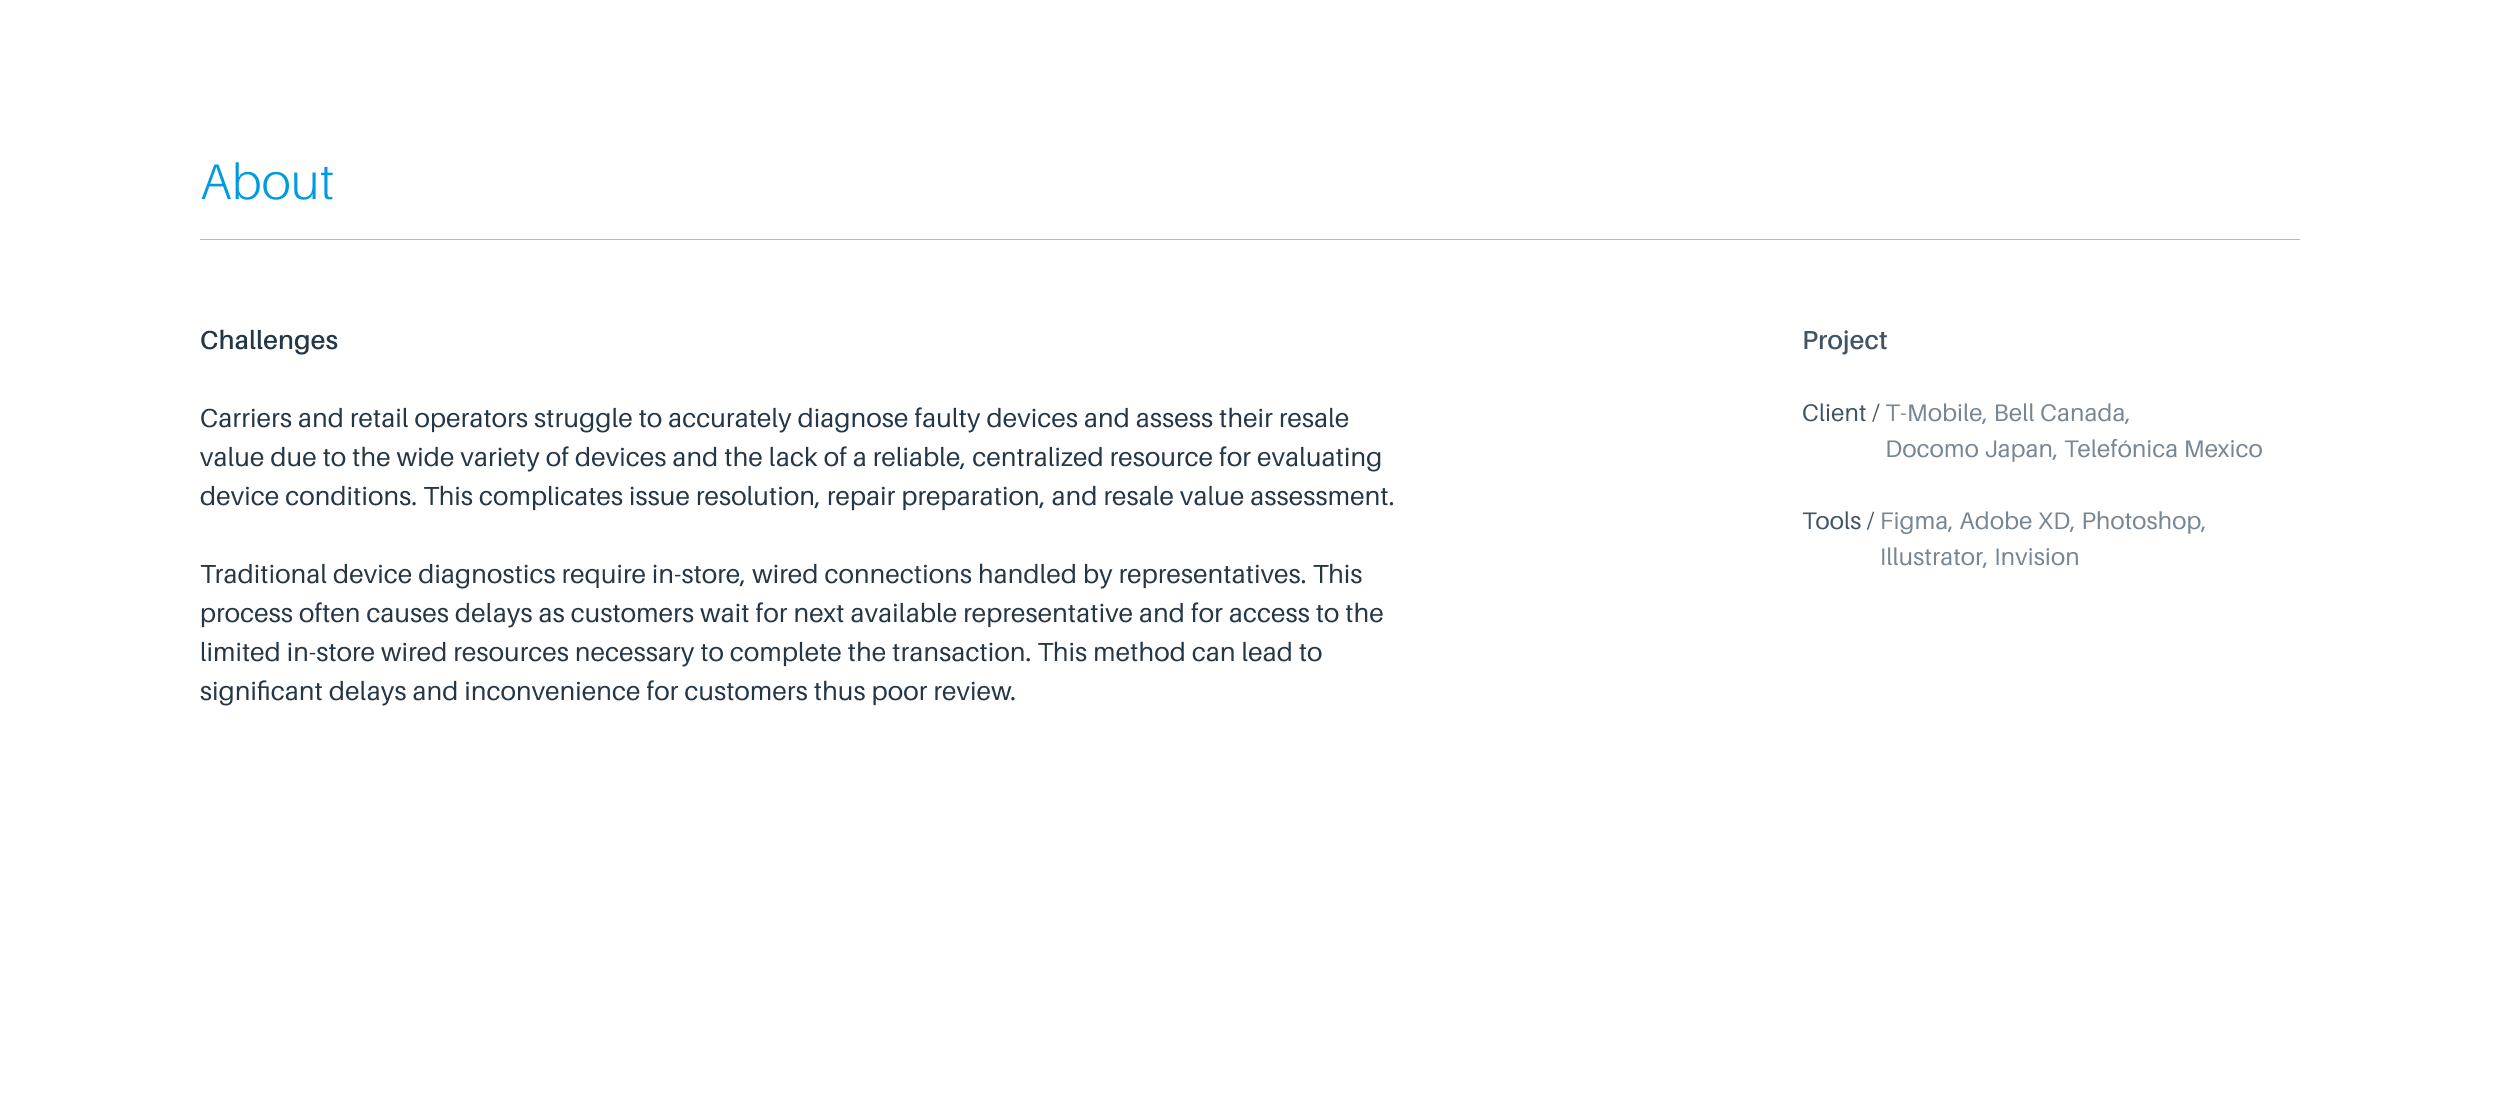 About
Challenges
Carriers and retail operators struggle to accurately diagnose faulty devices and assess their resale
value due to the wide variety of devices and the lack of a reliable, centralized resource for evaluating
device conditions. This complicates issue resolution, repair preparation, and resale value assessment.
Traditional device diagnostics require in-store, wired connections handled by representatives. This
process often causes delays as customers wait for next available representative and for access to the
limited in-store wired resources necessary to complete the transaction. This method can lead to
significant delays and inconvenience for customers thus poor review.
Project
Client / T-Mobile, Bell Canada,
Docomo Japan, Telefónica Mexico
Tools / Figma, Adobe XD, Photoshop,
Illustrator, Invision